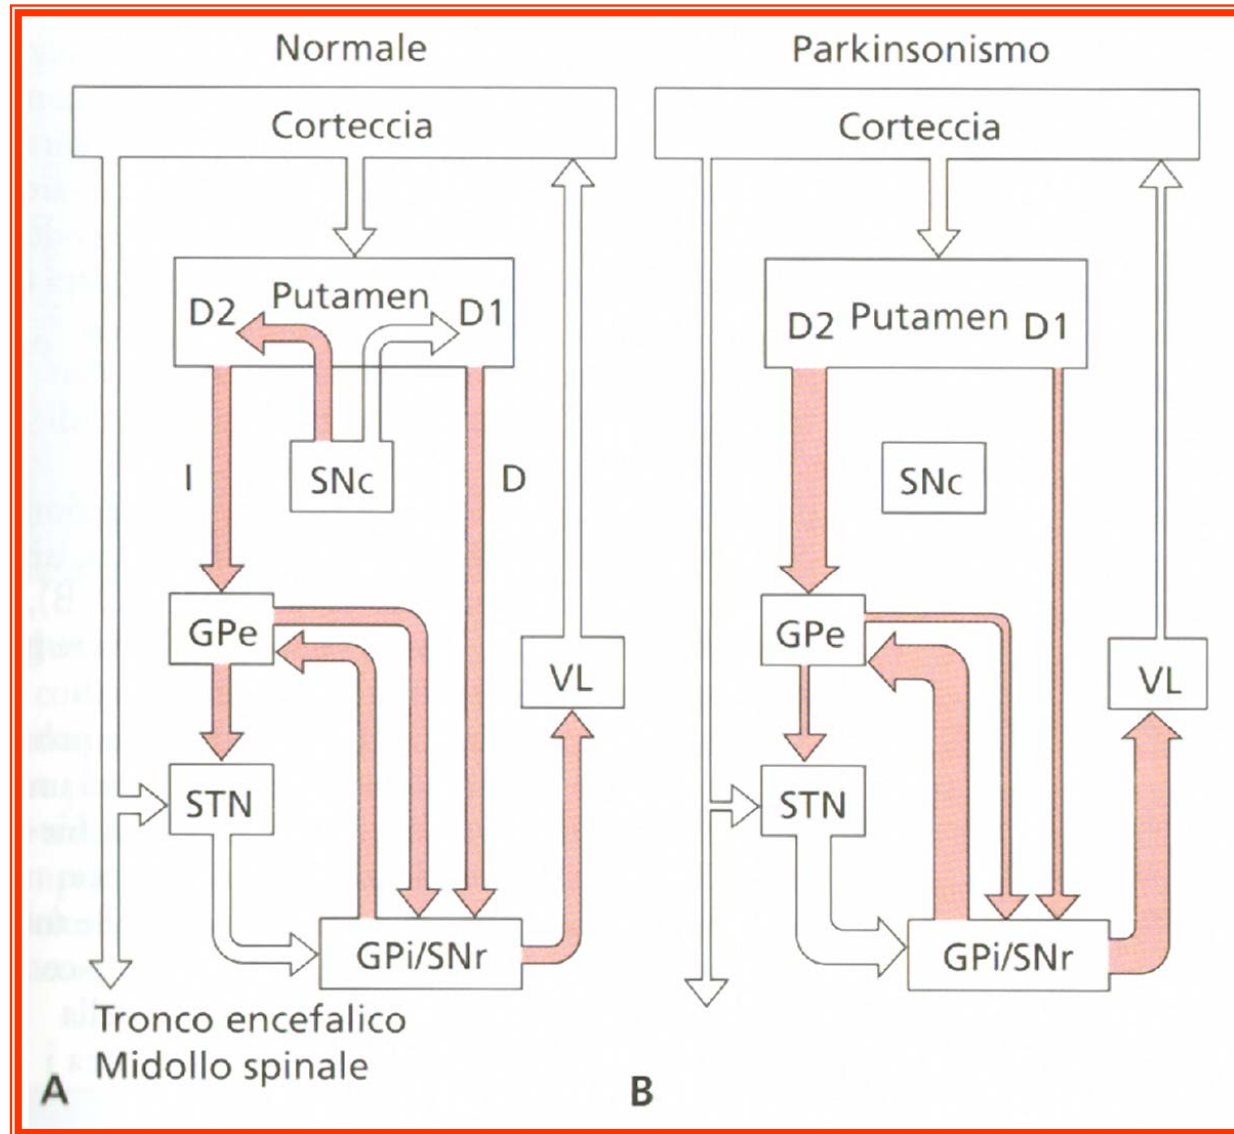 Normale
Corteccia
D2 Putamen D1
I
SNc
D
GPe
VL
STN
GPi/SNr
Tronco encefalico
Midollo spinale
A
Parkinsonismo
Corteccia
D2 Putamen D1
SNc
GPe
VL
STN
GPi/SNr
B